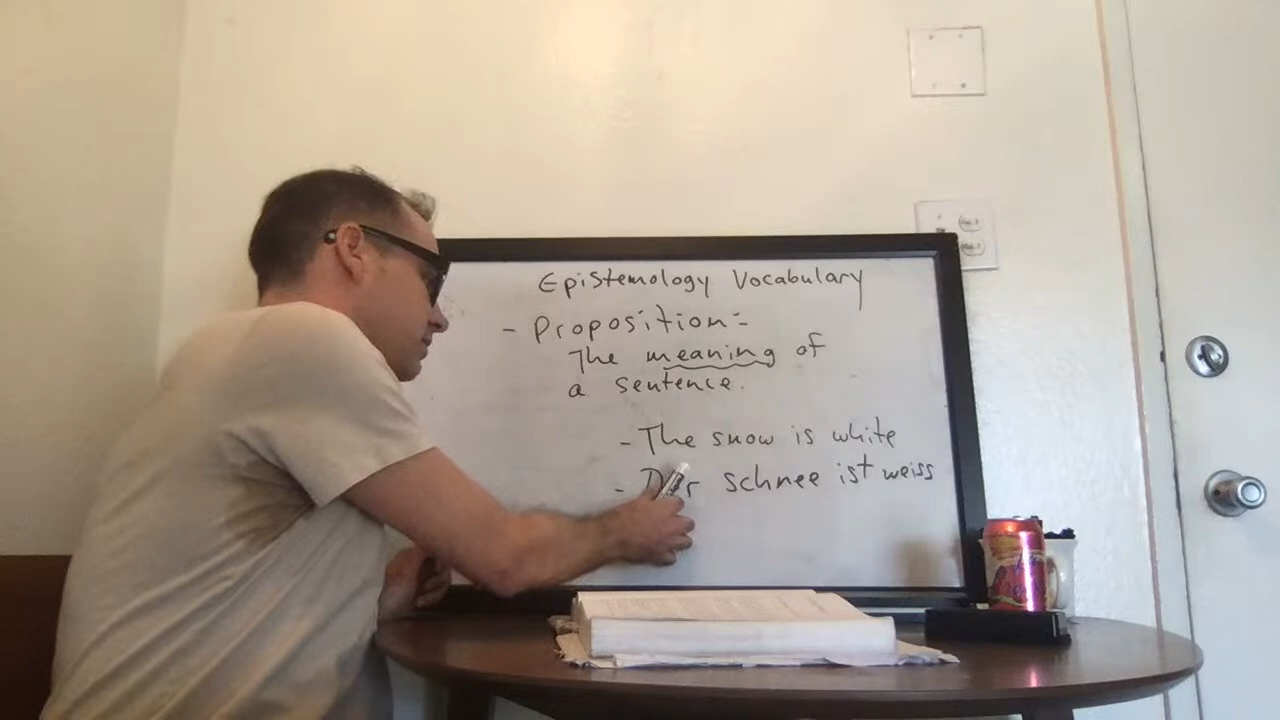 Epistemology Vocabulary
- Proposition:-
The meaning of
a sentence.
- The snow is white
- Der schnee ist weiss